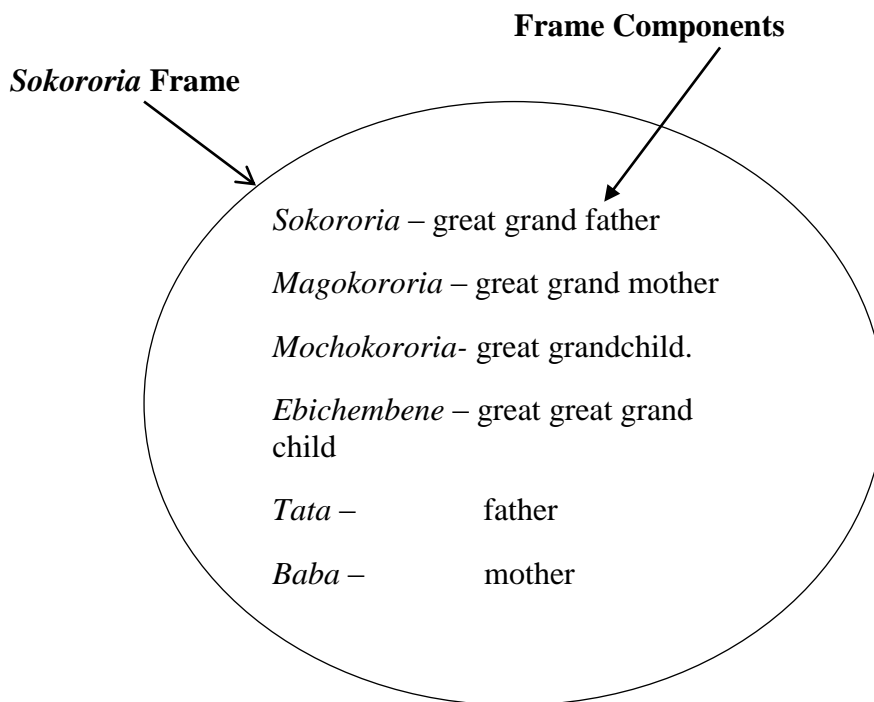 Frame Components
Sokororia Frame
Sokororia – great grand father
Magokororia – great grand mother
Mochokororia- great grandchild.
Ebichembene – great great grand
child
Tata – father
Baba – mother